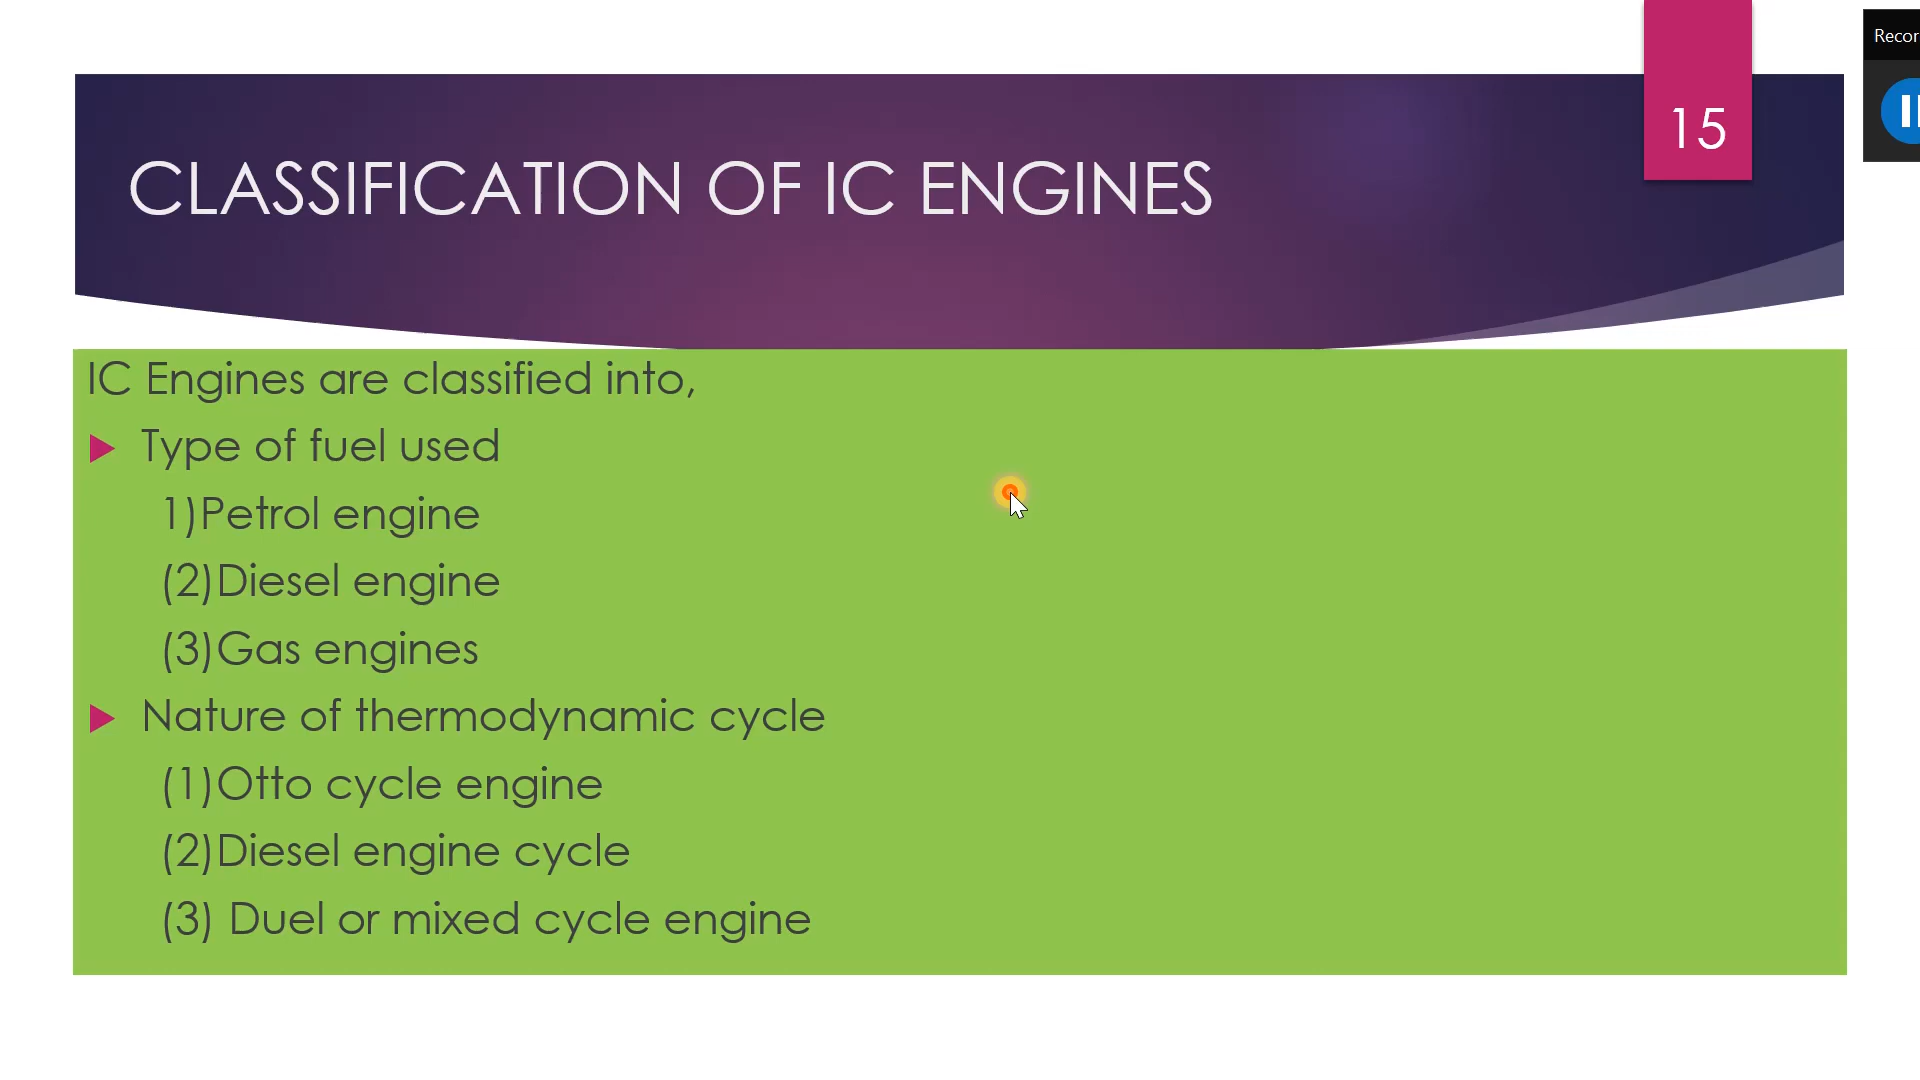 15
Recor
CLASSIFICATION OF IC ENGINES
IC Engines are classified into,
Type of fuel used
1)Petrol engine
(2)Diesel engine
(3)Gas engines
Nature of thermodynamic cycle
(1)Otto cycle engine
(2)Diesel engine cycle
(3) Duel or mixed cycle engine